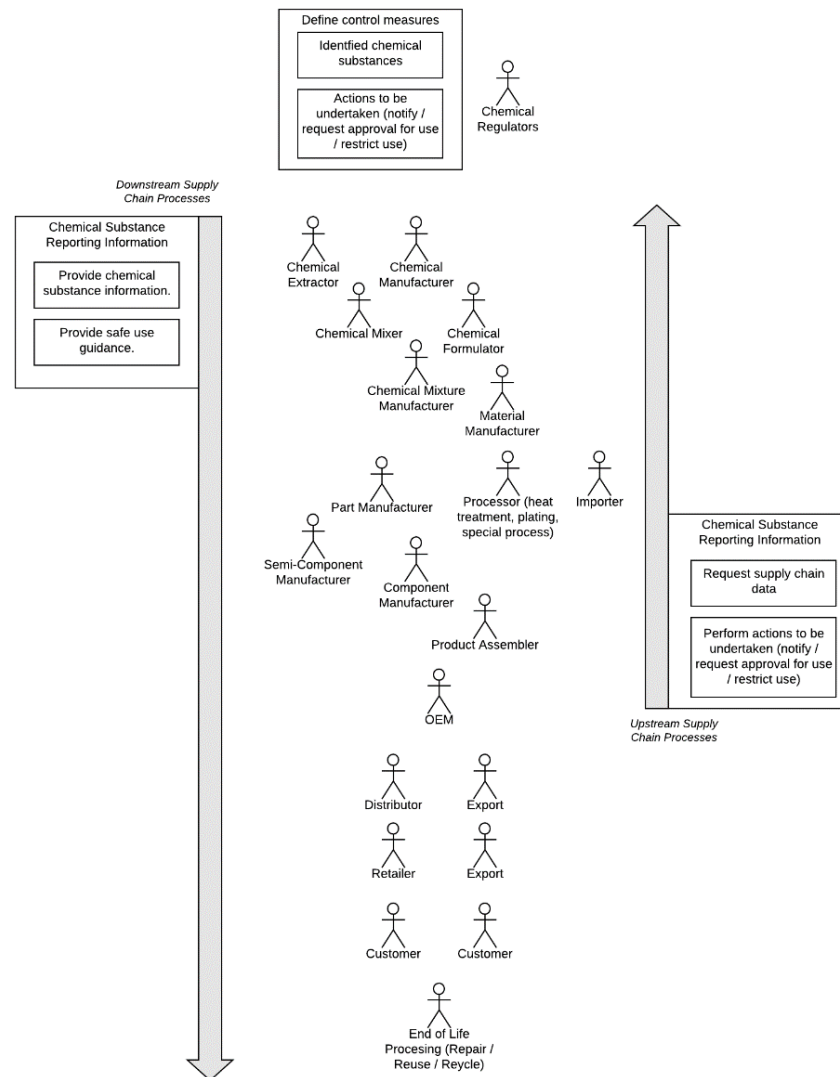 Define control measures
Identfied chemical
substances
Actions to be
undertaken (notify /
request approval for use
/ restrict use)
Chemical
Regulators
Downstream Supply
Chain Processes
Chemical Substance
Reporting Information
Provide chemical
substance information.
Provide safe use
guidance.
Chemical
Extractor
Chemical
Manufacturer
Chemical Mixer
Chemical
Formulator
Chemical Mixture
Manufacturer
Material
Manufacturer
Part Manufacturer
Processor (heat
treatment, plating,
special process)
Importer
Semi-Component
Manufacturer
Component
Manufacturer
Product Assembler
OEM
Chemical Substance
Reporting Information
Request supply chain
data
Perform actions to be
undertaken (notify /
request approval for use
/ restrict use)
Upstream Supply
Chain Processes
Distributor
Export
Retailer
Export
Customer
Customer
End of Life
Procesing (Repair /
Reuse / Reycle)